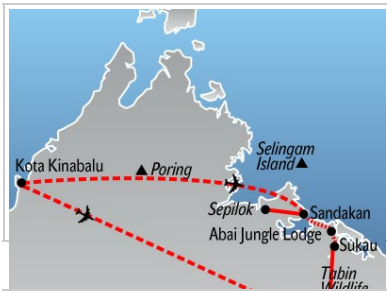 Selingam
Island
Kota Kinabalu
Poring
Sepilok
Sandakan
Abai Jungle Lodge
Sukau
Tabin
Wildlife